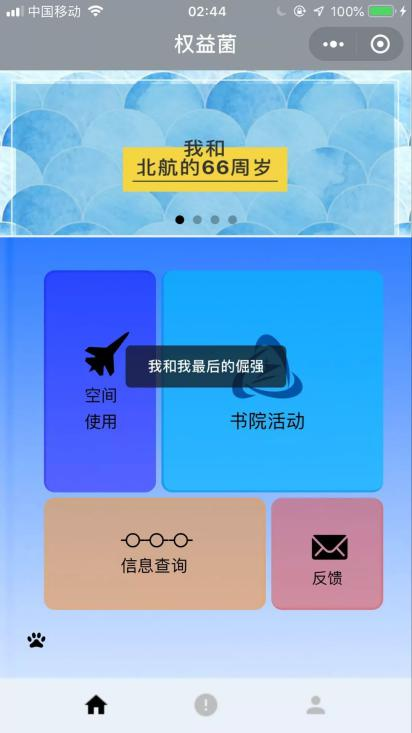 中国移动
02:44
100%
权益菌
我和
北航的66周岁
我和我最后的倔强
空间
使用
书院活动
信息查询
反馈